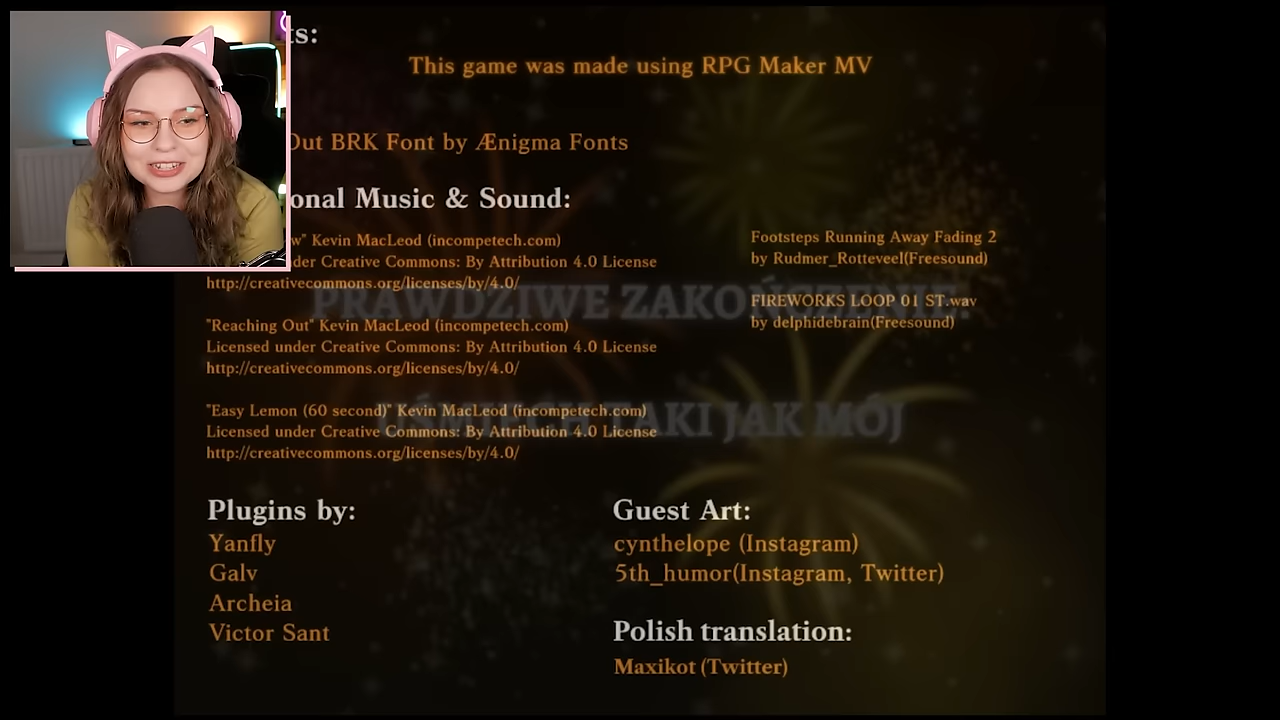 ts:
This game was made using RPG Maker MV
Out BRK Font by Ænigma Fonts
onal Music & Sound:
w" Kevin MacLeod (incompetech.com)
der Creative Commons: By Attribution 4.0 License
http://creativecommons.org/licenses/by/4.0/
Footsteps Running Away Fading 2
by Rudmer_Rotteveel(Freesound)
FIREWORKS LOOP 01 ST.wav
by delphidebrain(Freesound)
PRAWDZIWE ZAKOŃCZENIE:
"Reaching Out" Kevin MacLeod (incompetech.com)
Licensed under Creative Commons: By Attribution 4.0 License
http://creativecommons.org/licenses/by/4.0/
"Easy Lemon (60 second)" Kevin MacLeod (incompetech.com)
UŚMIECH TAKI JAK MÓJ
Licensed under Creative Commons: By Attribution 4.0 License
http://creativecommons.org/licenses/by/4.0/
Plugins by:
Yanfly
Galv
Archeia
Victor Sant
Guest Art:
cynthelope (Instagram)
5th_humor(Instagram, Twitter)
Polish translation:
Maxikot (Twitter)